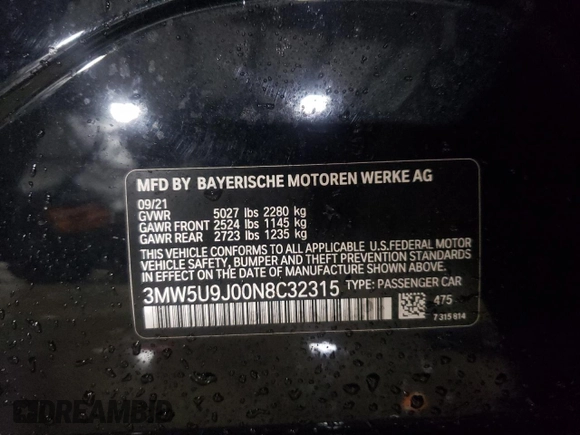 MFD BY BAYERISCHE MOTOREN WERKE AG
09/21
GVWR 5027 lbs 2280 kg
GAWR FRONT 2524 lbs 1145 kg
GAWR REAR 2723 lbs 1235 kg
THIS VEHICLE CONFORMS TO ALL APPLICABLE U.S.FEDERAL MOTOR
VEHICLE SAFETY, BUMPER AND THEFT PREVENTION STANDARDS
IN EFFECT ON THE DATE OF MANUFACTURE SHOWN ABOVE.
3MW5U9J00N8C32315 TYPE: PASSENGER CAR
475
7 315 814
DREAMBID